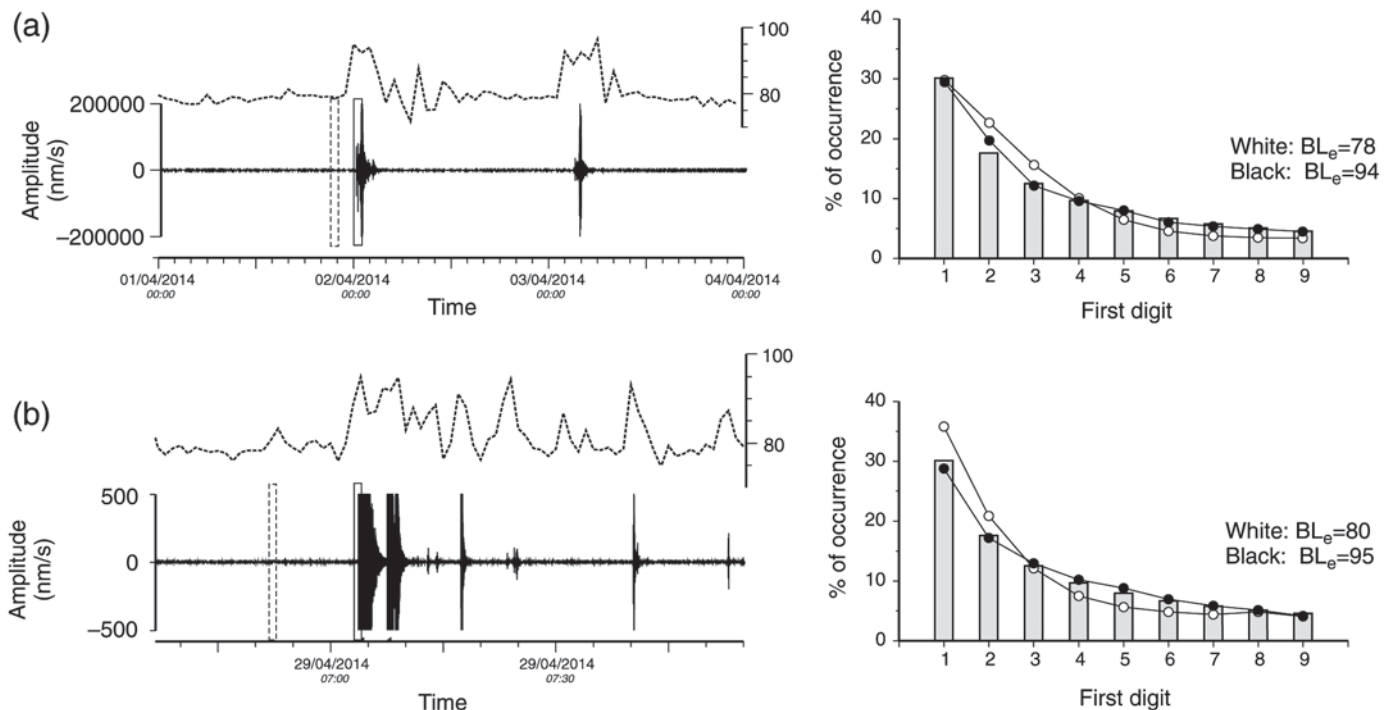 (a)
100
80
200000
0
−200000
Amplitude
(nm/s)
01/04/2014
00:00
02/04/2014
00:00
03/04/2014
00:00
04/04/2014
00:00
Time
40
30
20
10
0
% of occurrence
White: BLe=78
Black: BLe=94
1 2 3 4 5 6 7 8 9
First digit
(b)
100
80
500
0
−500
Amplitude
(nm/s)
29/04/2014
07:00
29/04/2014
07:30
Time
40
30
20
10
0
% of occurrence
White: BLe=80
Black: BLe=95
1 2 3 4 5 6 7 8 9
First digit